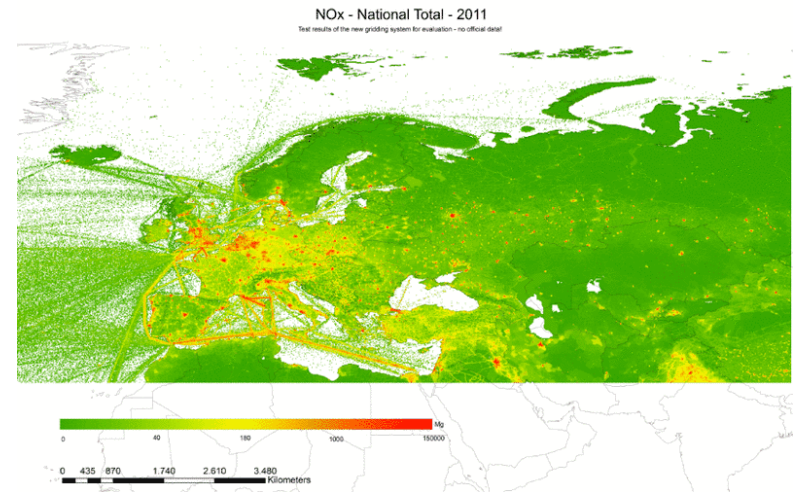 NOx - National Total - 2011
Test results of the new gridding system for evaluation - no official data!
Mg
0 40 180 1000 150000
0 435 870 1.740 2.610 3.480
Kilometers